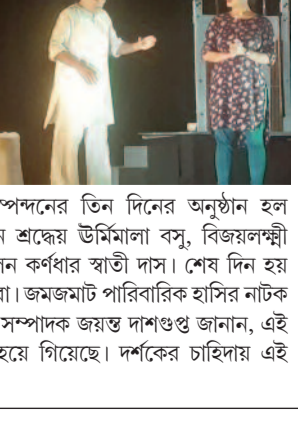 ম্পন্দনের তিন দিনের অনুষ্ঠান হল
ন শ্রদ্ধেয় ঊর্মিমালা বসু, বিজয়লক্ষ্মী
ন কর্ণধার স্বাতী দাস। শেষ দিন হয়
রা। জমজমাট পারিবারিক হাসির নাটক
সম্পাদক জয়ন্ত দাশগুপ্ত জানান, এই
হয়ে গিয়েছে। দর্শকের চাহিদায় এই